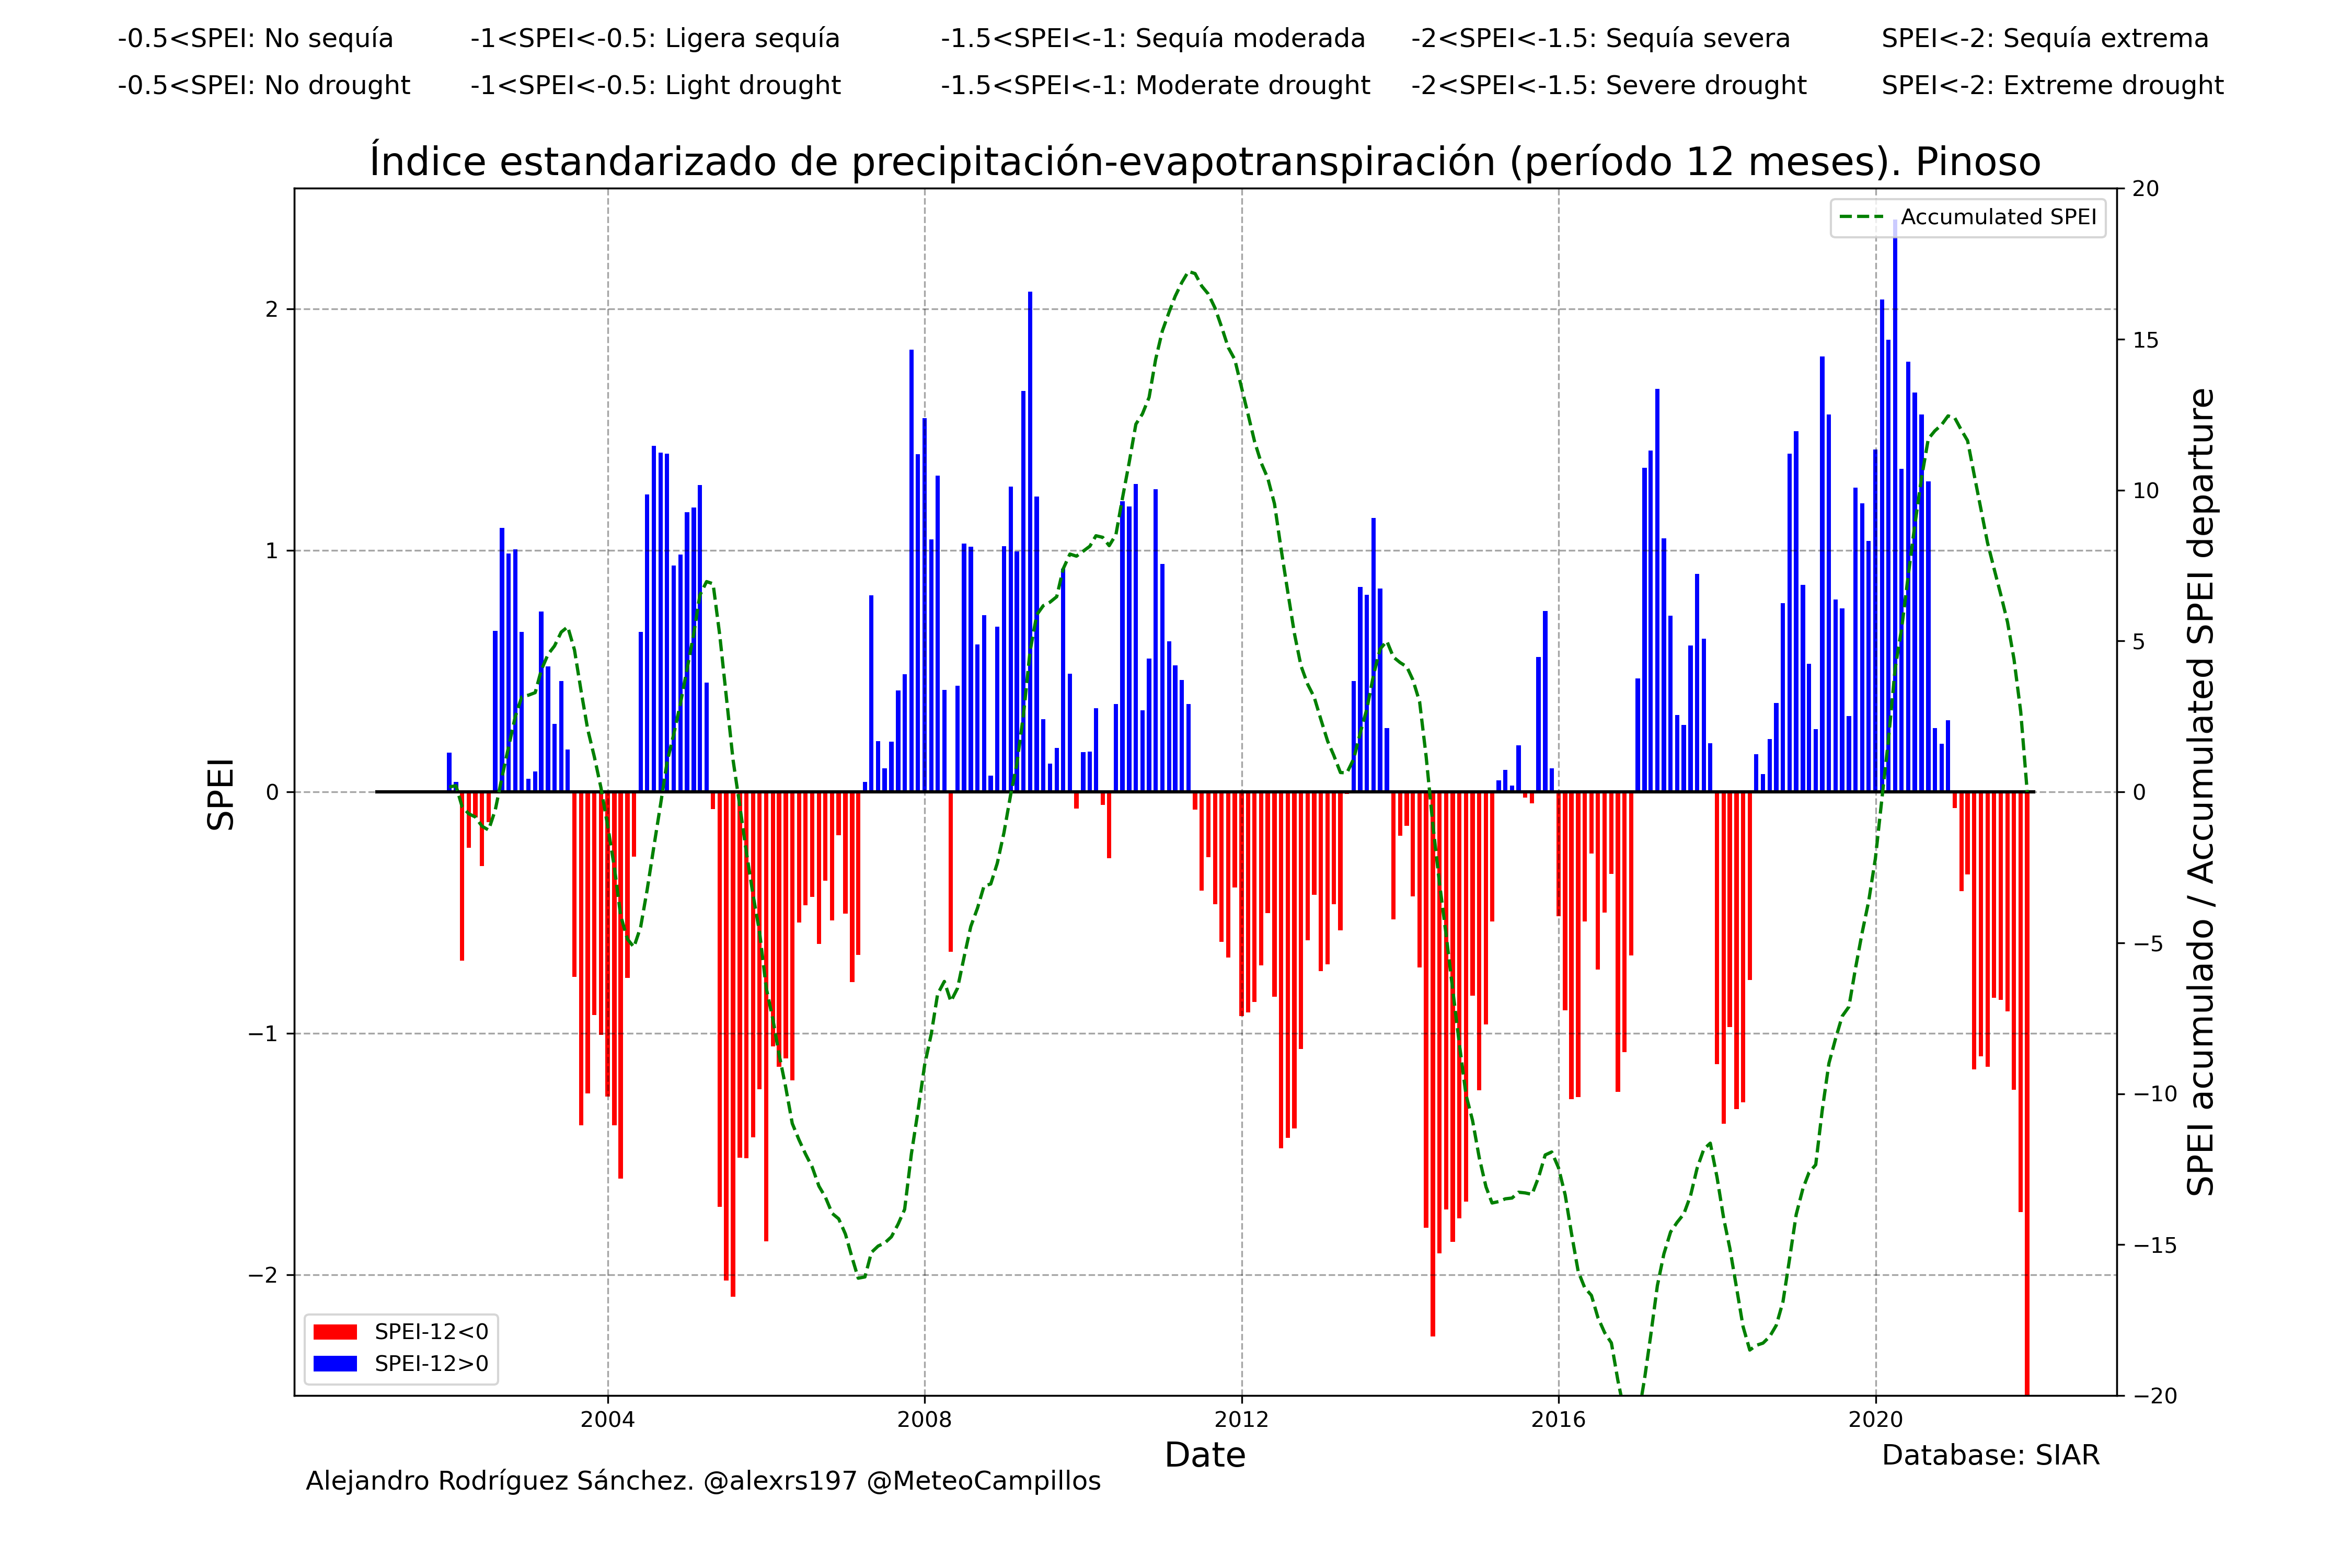 -0.5<SPEI: No sequía -1<SPEI<-0.5: Ligera sequía -1.5<SPEI<-1: Sequía moderada -2<SPEI<-1.5: Sequía severa SPEI<-2: Sequía extrema
-0.5<SPEI: No drought -1<SPEI<-0.5: Light drought -1.5<SPEI<-1: Moderate drought -2<SPEI<-1.5: Severe drought SPEI<-2: Extreme drought
Índice estandarizado de precipitación-evapotranspiración (período 12 meses). Pinoso
Accumulated SPEI
SPEI
2
1
0
−1
−2
20
15
10
5
0
−5
−10
−15
−20
SPEI acumulado / Accumulated SPEI departure
SPEI-12<0
SPEI-12>0
2004 2008 2012 2016 2020
Date
Database: SIAR
Alejandro Rodríguez Sánchez. @alexrs197 @MeteoCampillos